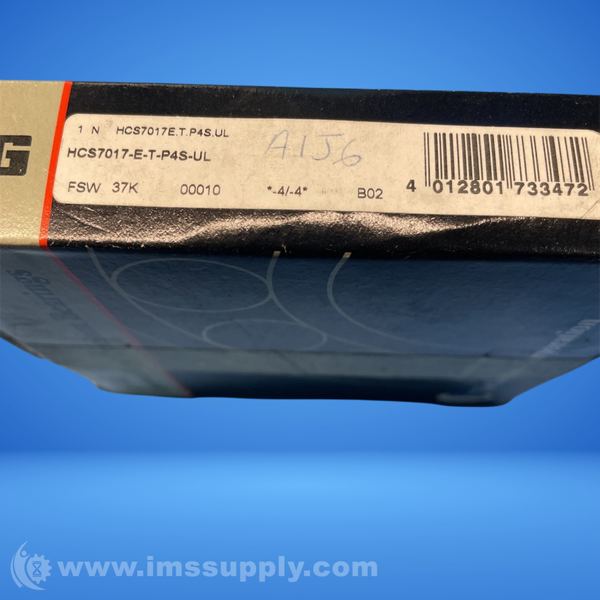 G
1 N HCS7017E.T.P4S.UL
HCS7017-E-T-P4S-UL
A1J6
FSW 37K 00010 *-4/-4* B02
4 012801 733472
www.imssupply.com